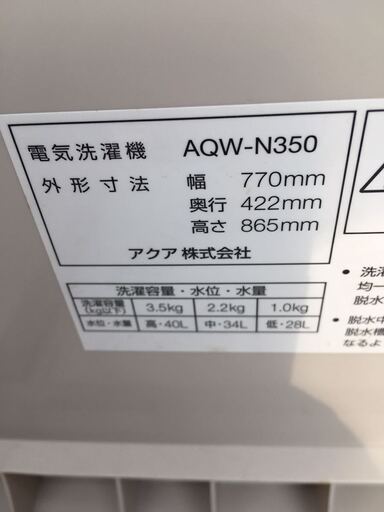 電気洗濯機 AQW-N350
外形寸法 幅 770mm
奥行 422mm
高さ 865mm
アクア株式会社
洗濯容量・水位・水量
洗濯容量(kg以下) 3.5kg 2.2kg 1.0kg
水位・水量 高・40L 中・34L 低・28L
• 洗濯
均一
脱水
• 脱水中
脱水槽
なるよ